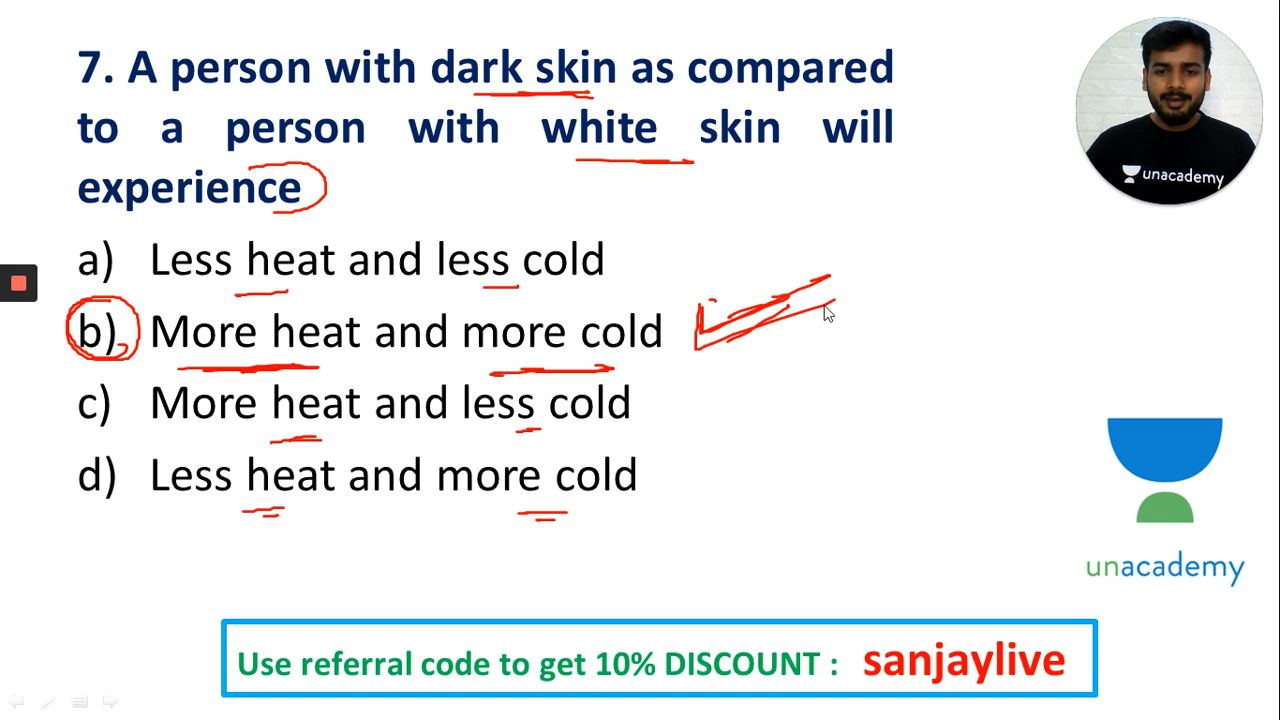 7. A person with dark skin as compared
to a person with white skin will
experience
a) Less heat and less cold
b) More heat and more cold
c) More heat and less cold
d) Less heat and more cold
unacademy
unacademy
Use referral code to get 10% DISCOUNT : sanjaylive